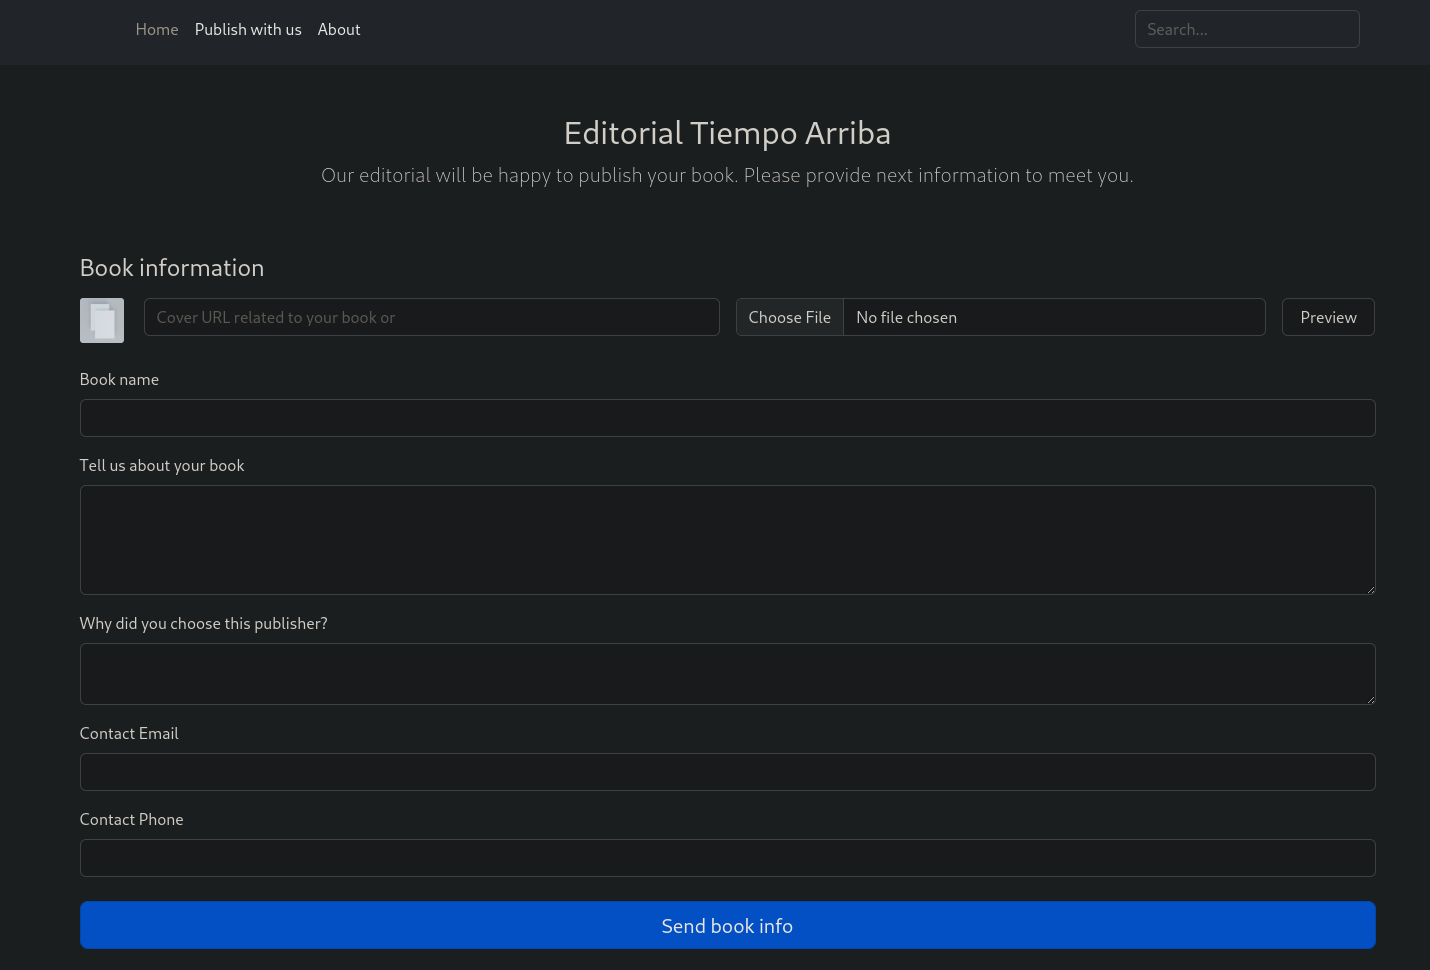 Home Publish with us About Search...
Editorial Tiempo Arriba
Our editorial will be happy to publish your book. Please provide next information to meet you.
Book information
Cover URL related to your book or Choose File No file chosen Preview
Book name
Tell us about your book
Why did you choose this publisher?
Contact Email
Contact Phone
Send book info